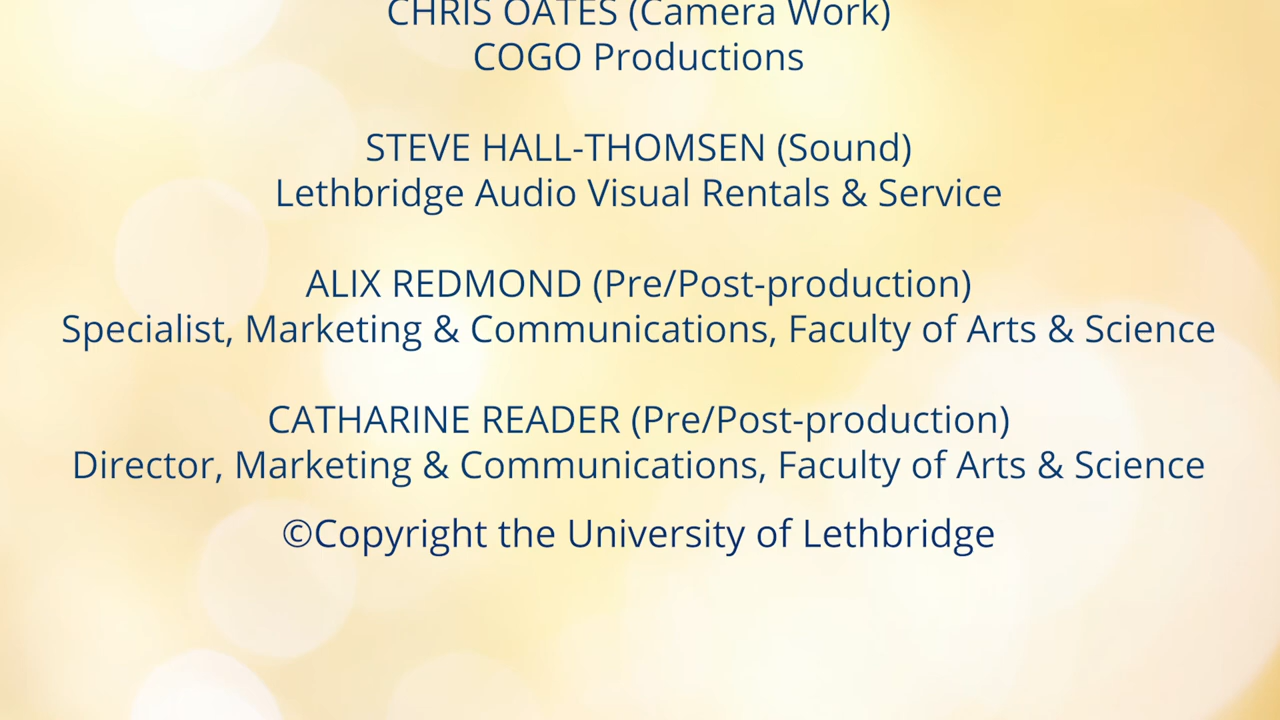 CHRIS OATES (Camera Work)
COGO Productions
STEVE HALL-THOMSEN (Sound)
Lethbridge Audio Visual Rentals & Service
ALIX REDMOND (Pre/Post-production)
Specialist, Marketing & Communications, Faculty of Arts & Science
CATHARINE READER (Pre/Post-production)
Director, Marketing & Communications, Faculty of Arts & Science
©Copyright the University of Lethbridge